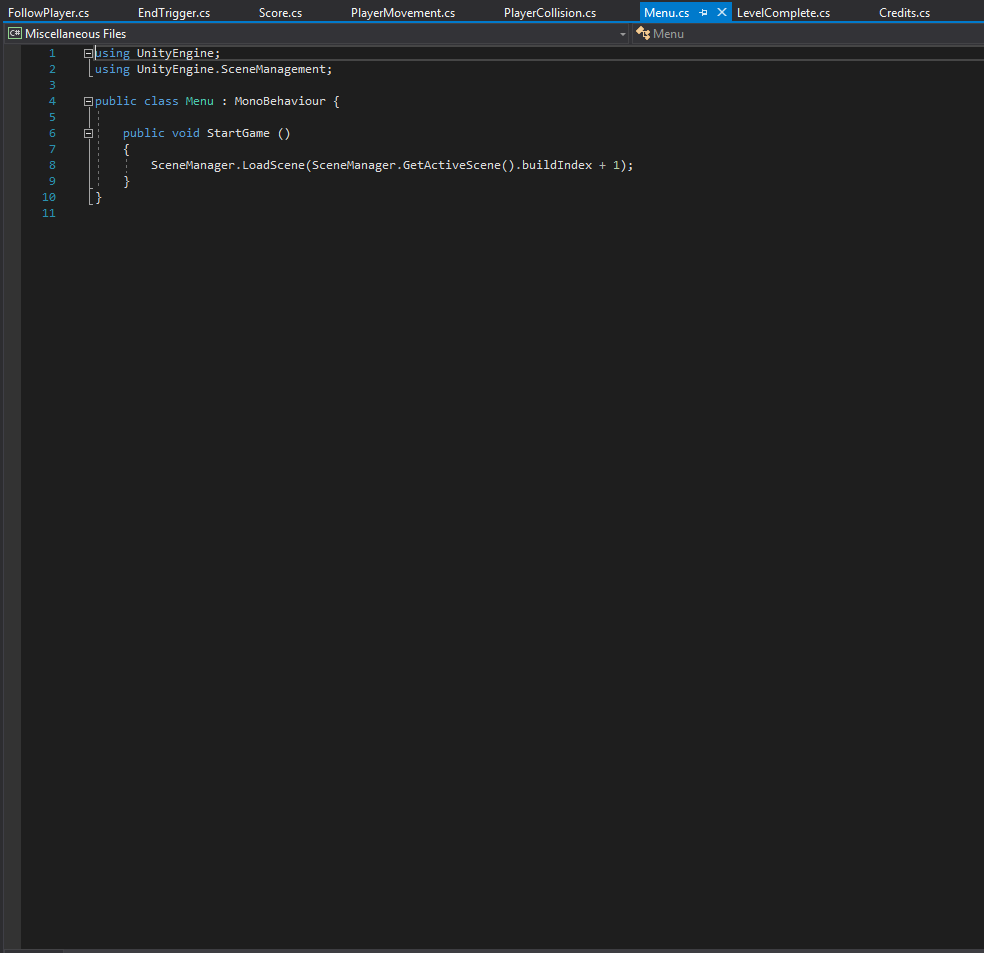 FollowPlayer.cs EndTrigger.cs Score.cs PlayerMovement.cs PlayerCollision.cs Menu.cs LevelComplete.cs Credits.cs
C# Miscellaneous Files Menu
1 using UnityEngine;
2 using UnityEngine.SceneManagement;
3
4 public class Menu : MonoBehaviour {
5
6 public void StartGame ()
7 {
8 SceneManager.LoadScene(SceneManager.GetActiveScene().buildIndex + 1);
9 }
10 }
11